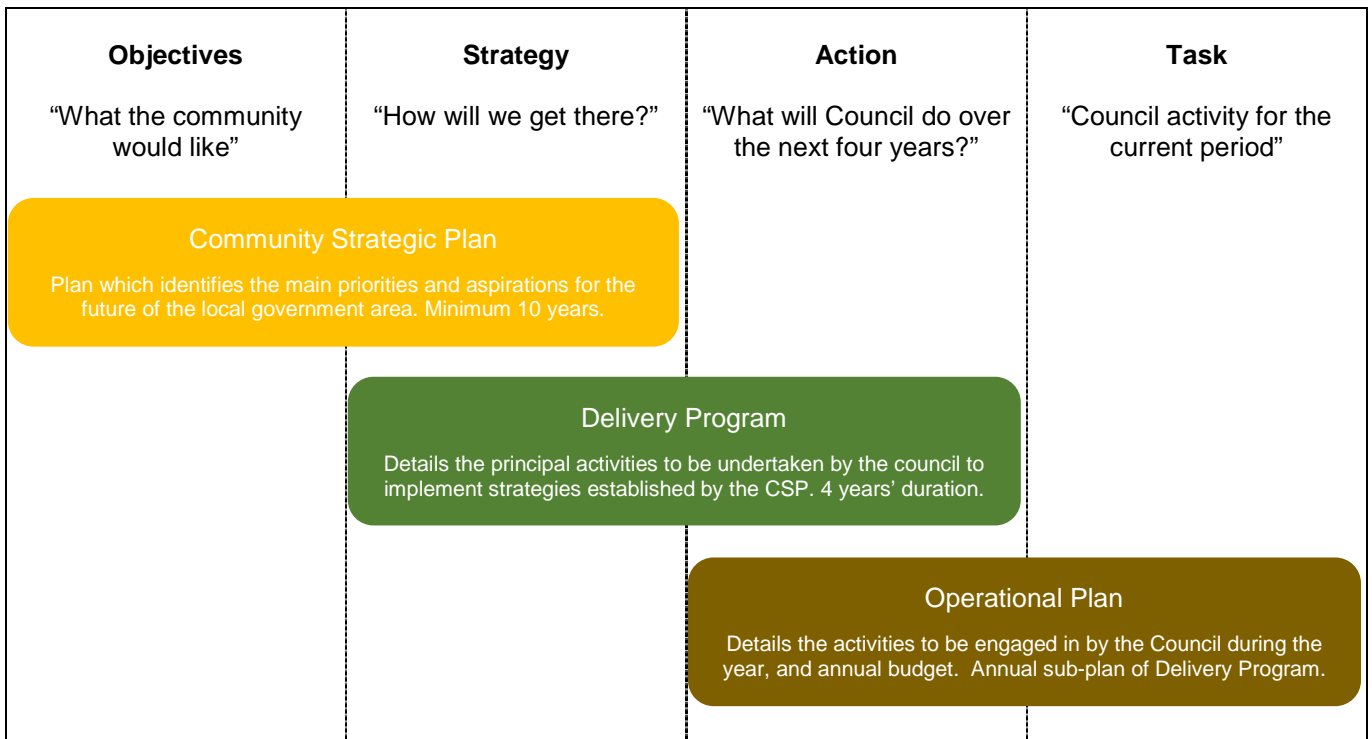 Objectives
Strategy
Action
Task
“What the community
would like”
“How will we get there?”
“What will Council do over
the next four years?”
“Council activity for the
current period”
Community Strategic Plan
Plan which identifies the main priorities and aspirations for the
future of the local government area. Minimum 10 years.
Delivery Program
Details the principal activities to be undertaken by the council to
implement strategies established by the CSP. 4 years’ duration.
Operational Plan
Details the activities to be engaged in by the Council during the
year, and annual budget.  Annual sub-plan of Delivery Program.